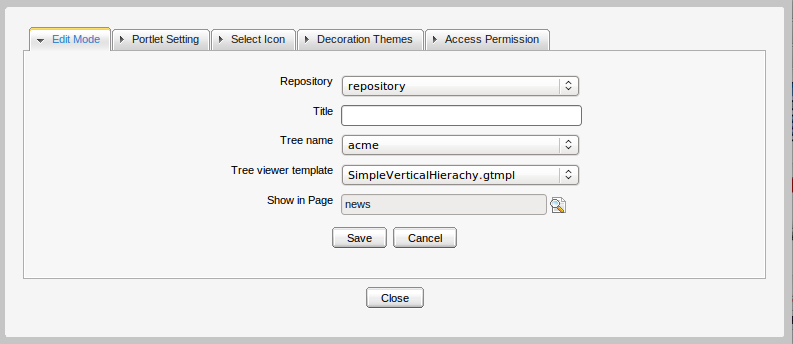 Edit Mode Portlet Setting Select Icon Decoration Themes Access Permission
Repository repository
Title
Tree name acme
Tree viewer template SimpleVerticalHierachy.gtmpl
Show in Page news
Save Cancel
Close